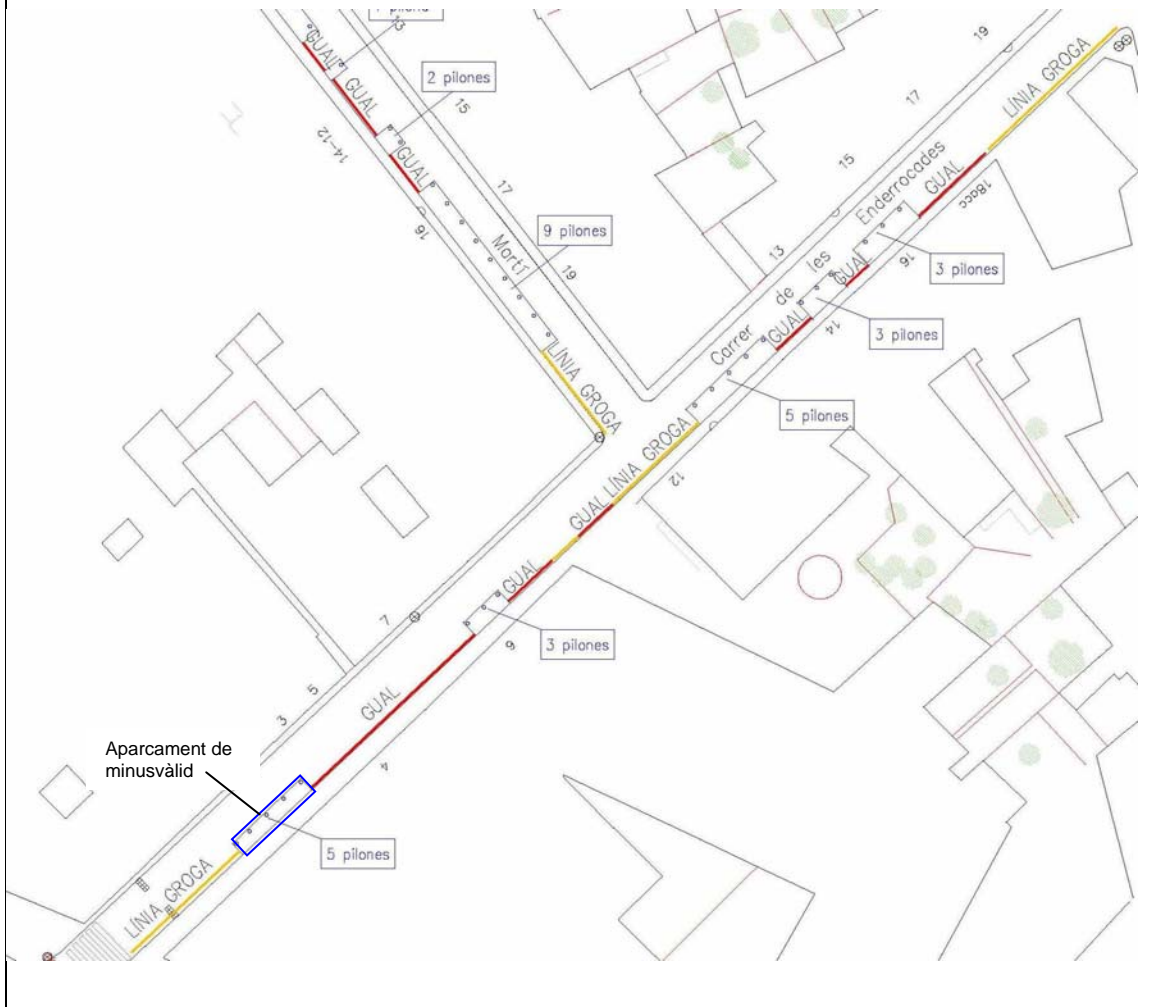 13
GUAL
2 pilones
GUAL
14-12
15
GUAL
16
17
9 pilones
Martí
19
LÍNIA GROGA
19
LÍNIA GROGA
17
15
GUAL
18acc
13
Carrer de les Enderrocades
3 pilones
16
GUAL
3 pilones
14
GUAL
5 pilones
LÍNIA GROGA
12
GUAL
GUAL
3 pilones
6
7
5
3
GUAL
4
Aparcament de
minusvàlid
5 pilones
LÍNIA GROGA